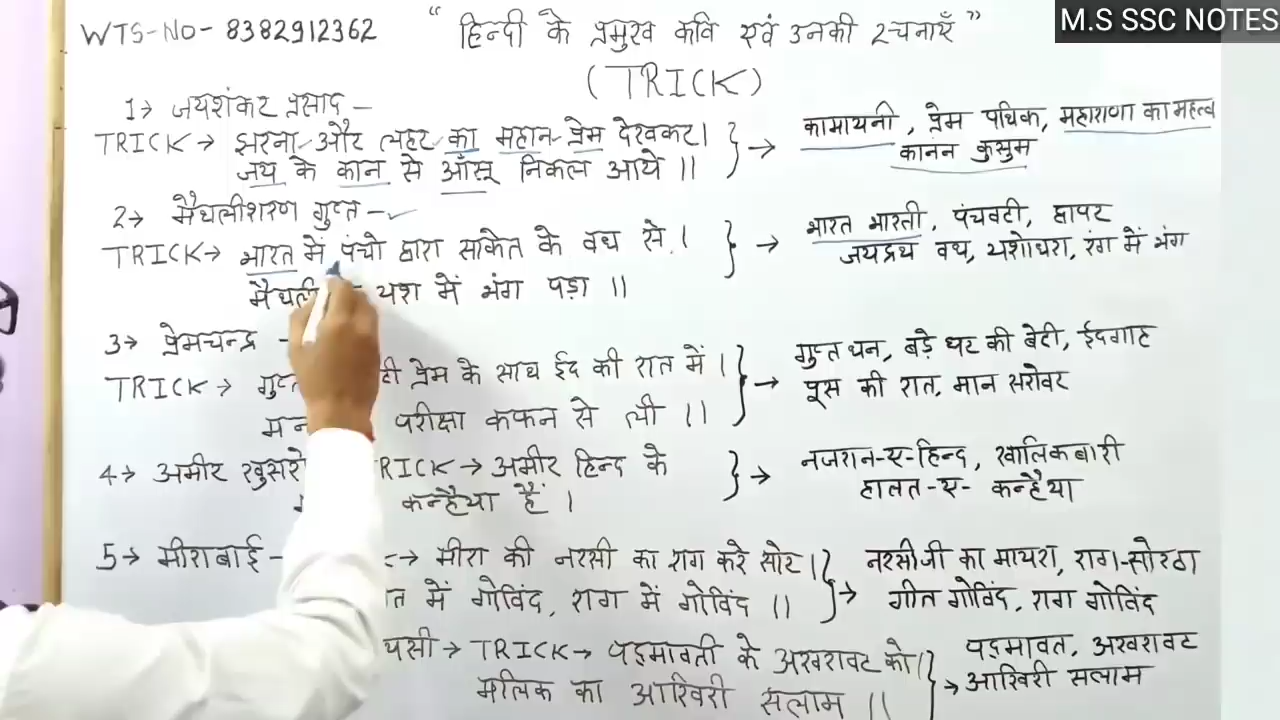 M.S SSC NOTES
WTS-No- 8382912362
“ हिन्दी के प्रमुख कवि एवं उनकी रचनाएँ ”
(TRICK)
1→ जयशंकर प्रसाद –
TRICK → झरना और लहर का महान प्रेम देखकर।
जय के कान से आँसू निकल आये ॥
→ कामायनी, प्रेम पथिक, महाराणा का महत्व
कानन कुसुम
2→ मैथलीशरण गुप्त –
TRICK→ भारत में पंचो द्वारा साकेत के वध से।
मैथली यश में भंग पड़ा ॥
→ भारत भारती, पंचवटी, द्वापर
जयद्रथ वध, यशोधरा, रंग में भंग
3→ प्रेमचन्द्र –
TRICK → गुप्त टी प्रेम के साथ ईद की रात में।
मन परीक्षा कफन से ली ॥
→ गुप्त धन, बड़े घर की बेटी, ईदगाह
पूस की रात, मान सरोवर
4→ अमीर खुसरो RICK → अमीर हिन्द के
कन्हैया हैं।
→ नजरान-ए-हिन्द, खालिकबारी
हालत-ए- कन्हैया
5→ मीराबाई – → मीरा की नरसी का राग करे सोर।
त में गोविंद, राग में गोविंद ॥
→ नरसीजी का मायरा, राग-सोरठा
गीत गोविंद, राग गोविंद
यसी → TRICK → पद्मावती के अखरावट को।
मलिक का आखिरी सलाम ॥
→ पद्मावत, अखरावट
आखिरी सलाम